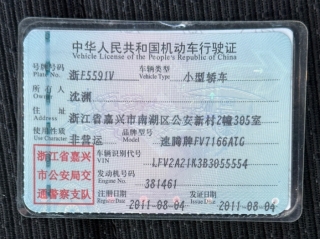 中华人民共和国机动车行驶证
Vehicle License of the People's Republic of China
号牌号码 Plate No. 浙F559IV 车辆类型 Vehicle Type 小型轿车
所有人 Owner 沈渊
住址 Address 浙江省嘉兴市南湖区公安新村2幢305室
使用性质 Use Character 非营运 品牌型号 Model 速腾牌FV7166ATG
浙江省嘉兴市公安局交通警察支队
车辆识别代号 VIN LFV2A21K3B3055554
发动机号码 Engine No. 381461
注册日期 Register Date 2011-08-04 发证日期 Issue Date 2011-08-04